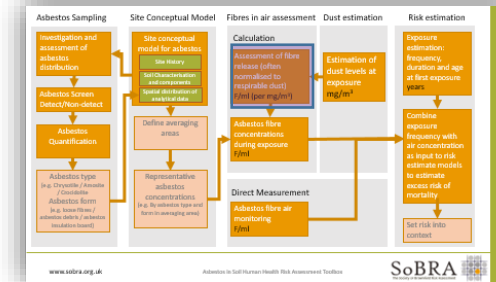 Asbestos Sampling
Site Conceptual Model
Fibres in air assessment
Dust estimation
Risk estimation
Investigation and
assessment of
asbestos
distribution
Asbestos Screen
Detect/Non-detect
Asbestos
Quantification
Asbestos type
(e.g. Chrysotile / Amosite /
Crocidolite)
Asbestos form
(e.g. loose fibres /
asbestos debris / asbestos
insulation board)
Site conceptual
model for asbestos
Site History
Soil Characterisation
and components
Spatial distribution of
analytical data
Define averaging
areas
Representative
asbestos
concentrations
(e.g. By asbestos type and
form in averaging area)
Calculation
Assessment of fibre
release (often
normalised to
respirable dust)
F/ml (per mg/m³)
Asbestos fibre
concentrations
during exposure
F/ml
Direct Measurement
Asbestos fibre air
monitoring
F/ml
Estimation of
dust levels at
exposure
mg/m³
Exposure
estimation:
frequency,
duration and age
at first exposure
years
Combine
exposure
frequency with
air concentration
as input to risk
estimate models
to estimate
excess risk of
mortality
Set risk into
context
www.sobra.org.uk
Asbestos in Soil Human Health Risk Assessment Toolbox
SoBRA